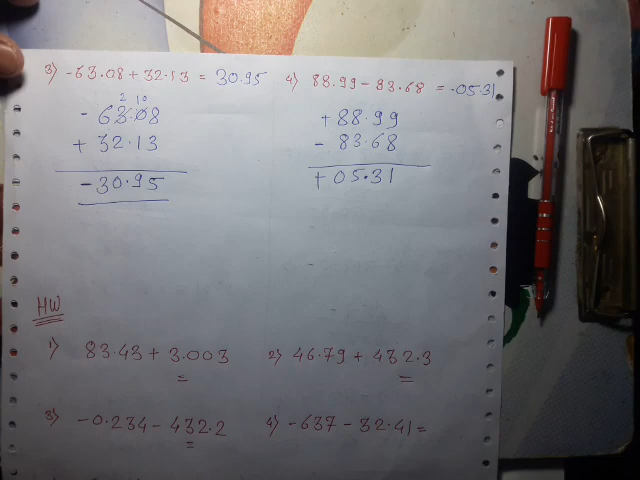 3) -63.08 + 32.13 = 30.95
2 10
- 63.08
+ 32.13
- 30.95
4) 88.99 - 83.68 = .05.31
+ 88.99
- 83.68
+ 05.31
HW
1) 83.43 + 3.003 =
2) 46.79 + 432.3 =
3) -0.234 - 432.2 =
4) -637 - 32.41 =